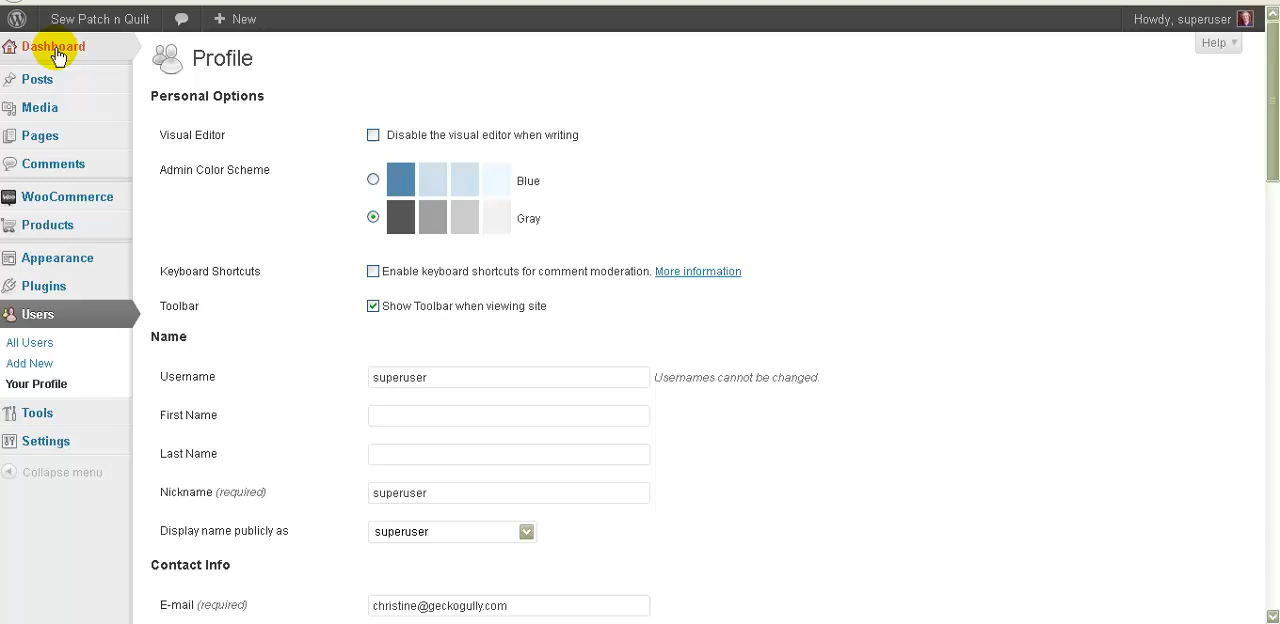 Sew Patch n Quilt
New
Howdy, superuser
Help
Dashboard
Posts
Media
Pages
Comments
WooCommerce
Products
Appearance
Plugins
Users
All Users
Add New
Your Profile
Tools
Settings
Collapse menu
Profile
Personal Options
Visual Editor
Disable the visual editor when writing
Admin Color Scheme
Blue
Gray
Keyboard Shortcuts
Enable keyboard shortcuts for comment moderation. More information
Toolbar
Show Toolbar when viewing site
Name
Username
superuser
Usernames cannot be changed.
First Name
Last Name
Nickname (required)
superuser
Display name publicly as
superuser
Contact Info
E-mail (required)
christine@geckogully.com